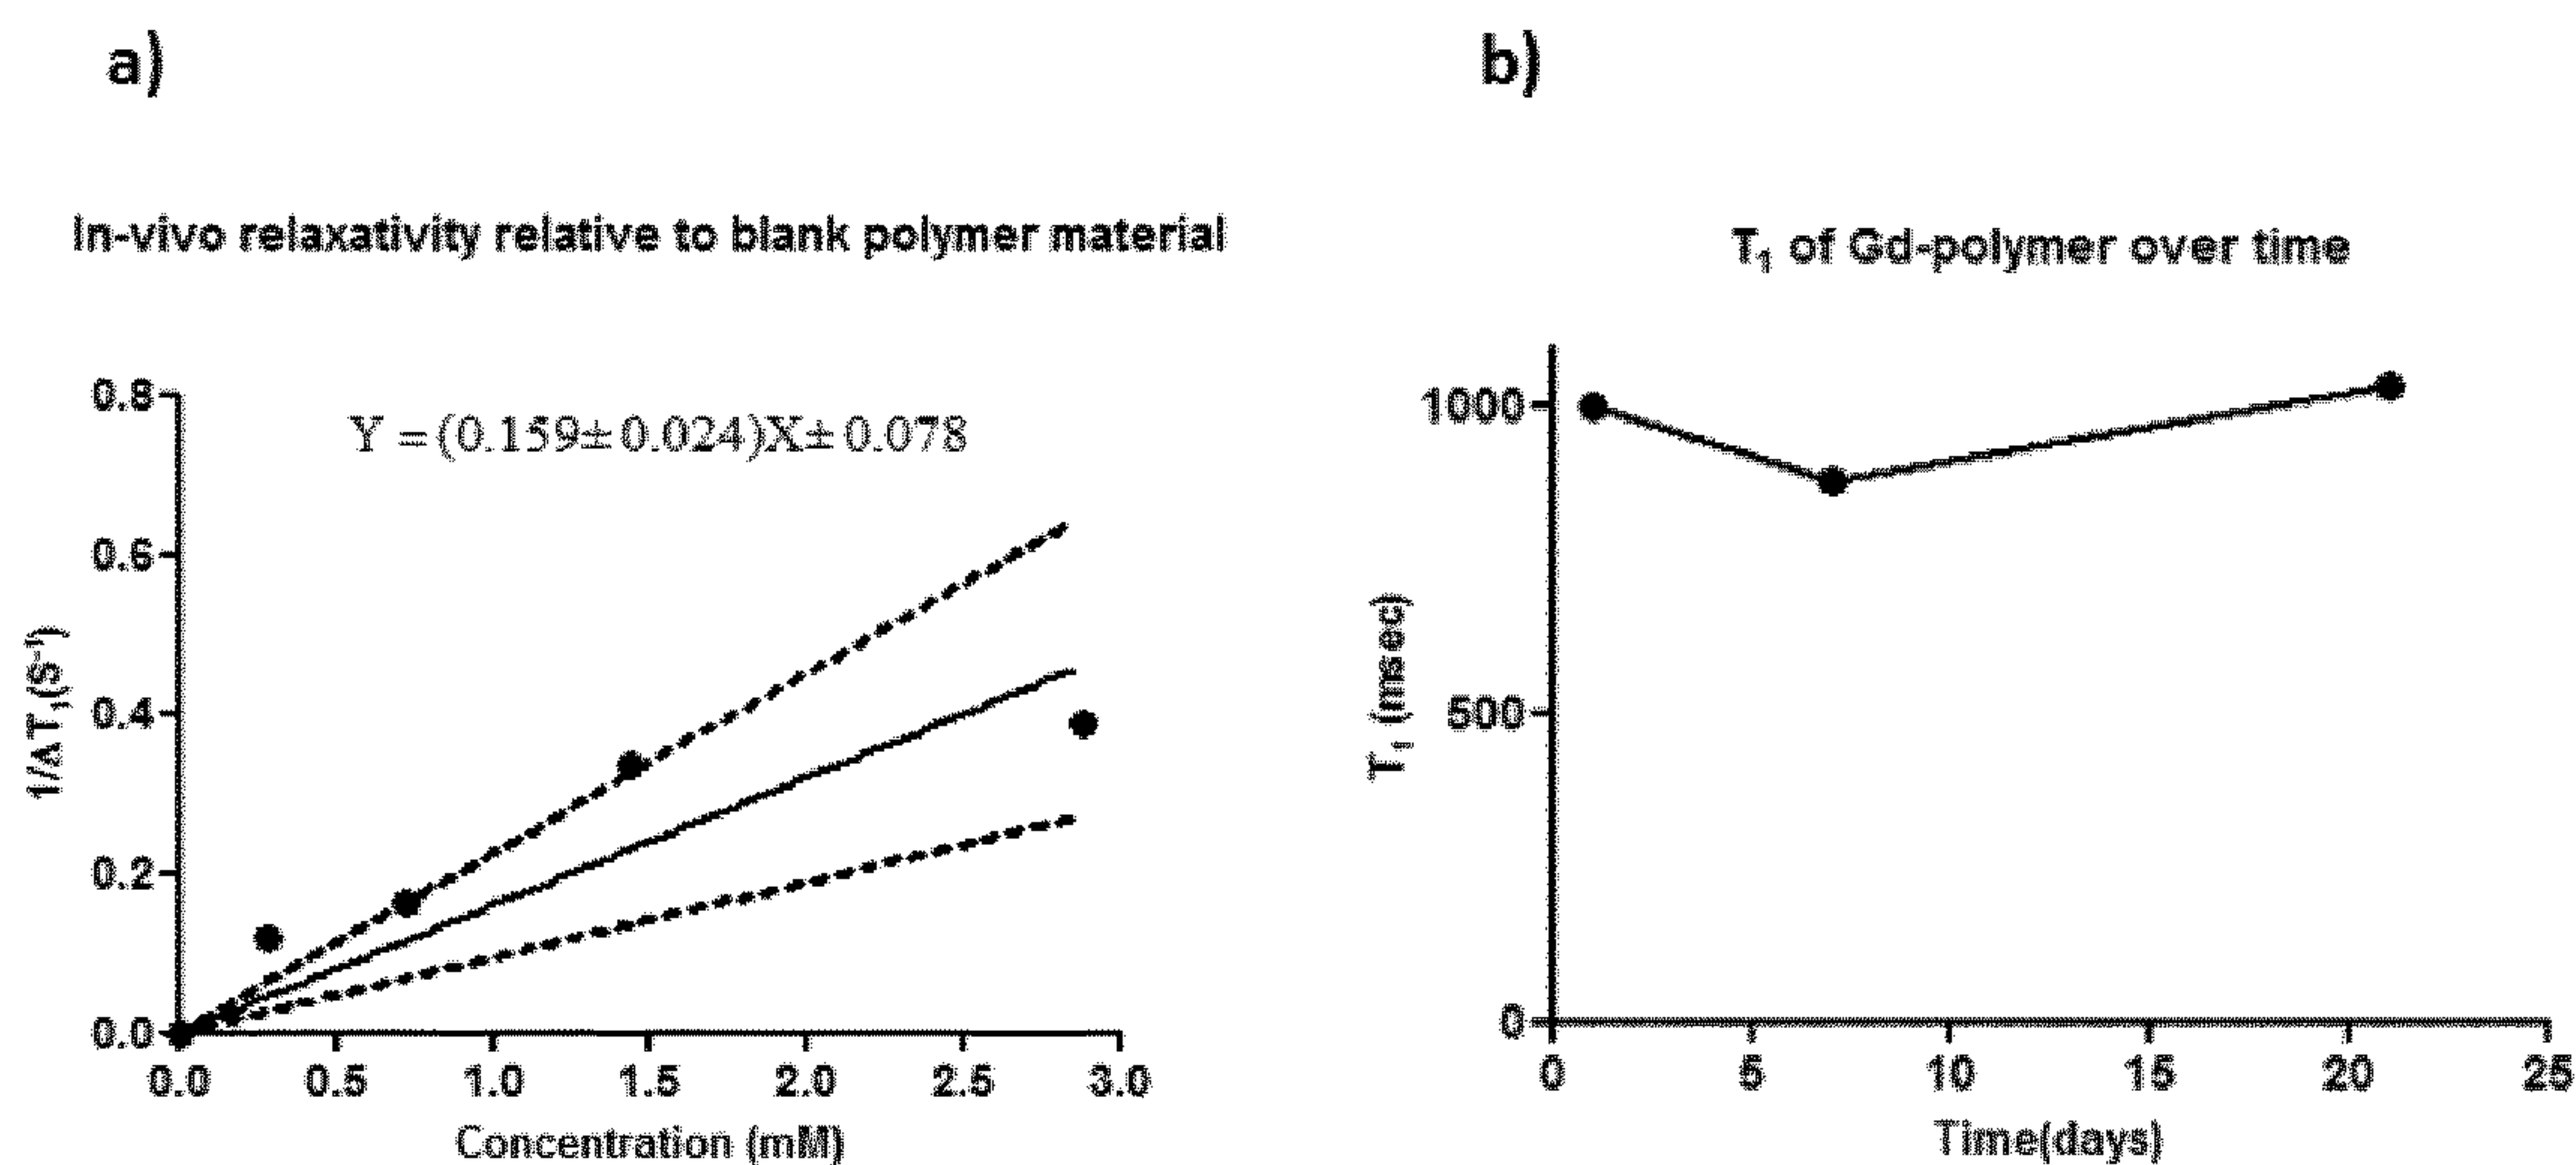 a)
In-vivo relaxativity relative to blank polymer material
Y = (0.159± 0.024)X± 0.078
0.8
0.6
0.4
0.2
0.0
1/ΔT₁(S⁻¹)
0.0 0.5 1.0 1.5 2.0 2.5 3.0
Concentration (mM)
b)
T₁ of Gd-polymer over time
1000
500
0
T₁ (msec)
0 5 10 15 20 25
Time(days)